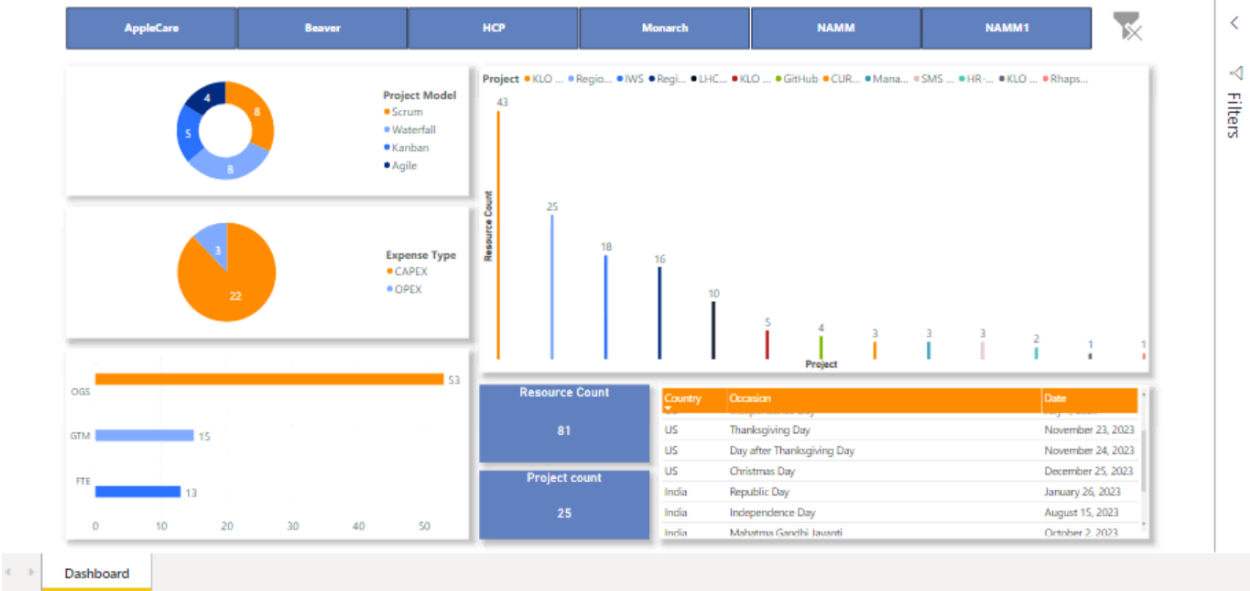 AppleCare Beaver HCP Monarch NAMM NAMM1
Filters
4
8
5
8
Project Model
Scrum
Waterfall
Kanban
Agile
3
22
Expense Type
CAPEX
OPEX
OGS 53
GTM 15
FTE 13
0 10 20 30 40 50
Project KLO ... Regio... IWS Regi... LHC... KLO ... GitHub CUR... Mana... SMS ... HR-... KLO ... Rhaps...
43
25
18
16
10
5
4
3
3
3
2
1
1
Resource Count
Project
Resource Count
81
Project count
25
Country Occasion Date
US Thanksgiving Day November 23, 2023
US Day after Thanksgiving Day November 24, 2023
US Christmas Day December 25, 2023
India Republic Day January 26, 2023
India Independence Day August 15, 2023
India Mahatma Gandhi Jayanti October 2, 2023
Dashboard